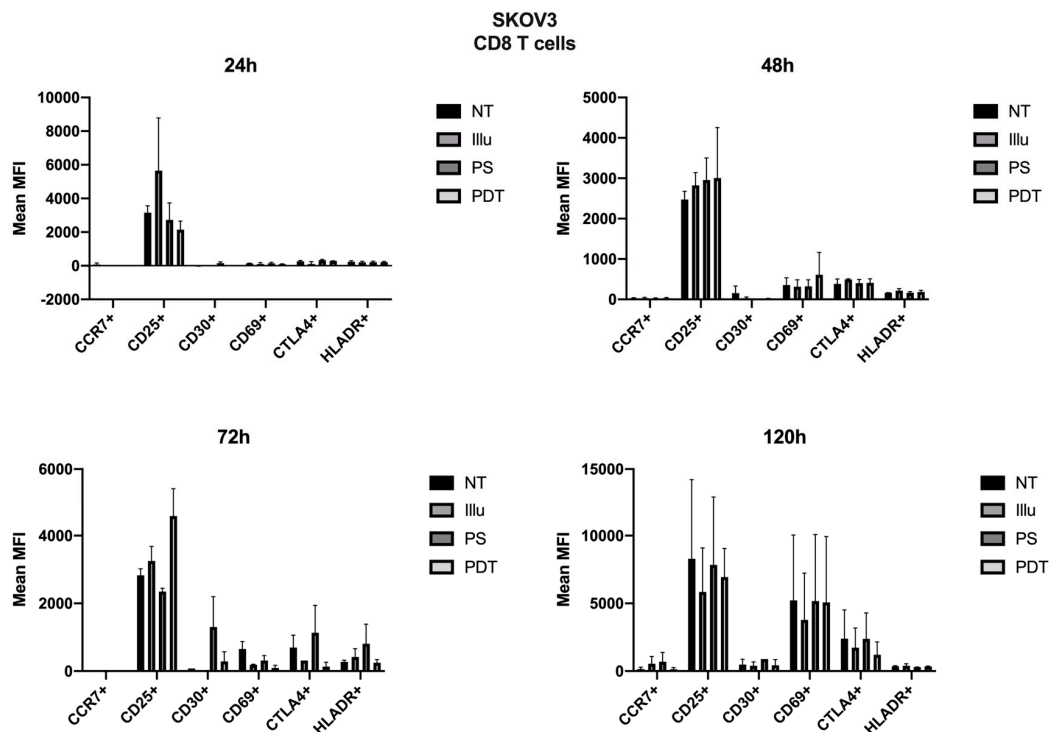 SKOV3
CD8 T cells
24h
Mean MFI
10000
8000
6000
4000
2000
0
-2000
CCR7+
CD25+
CD30+
CD69+
CTLA4+
HLADR+
NT
Illu
PS
PDT
48h
Mean MFI
5000
4000
3000
2000
1000
0
CCR7+
CD25+
CD30+
CD69+
CTLA4+
HLADR+
NT
Illu
PS
PDT
72h
Mean MFI
6000
4000
2000
0
CCR7+
CD25+
CD30+
CD69+
CTLA4+
HLADR+
NT
Illu
PS
PDT
120h
Mean MFI
15000
10000
5000
0
CCR7+
CD25+
CD30+
CD69+
CTLA4+
HLADR+
NT
Illu
PS
PDT